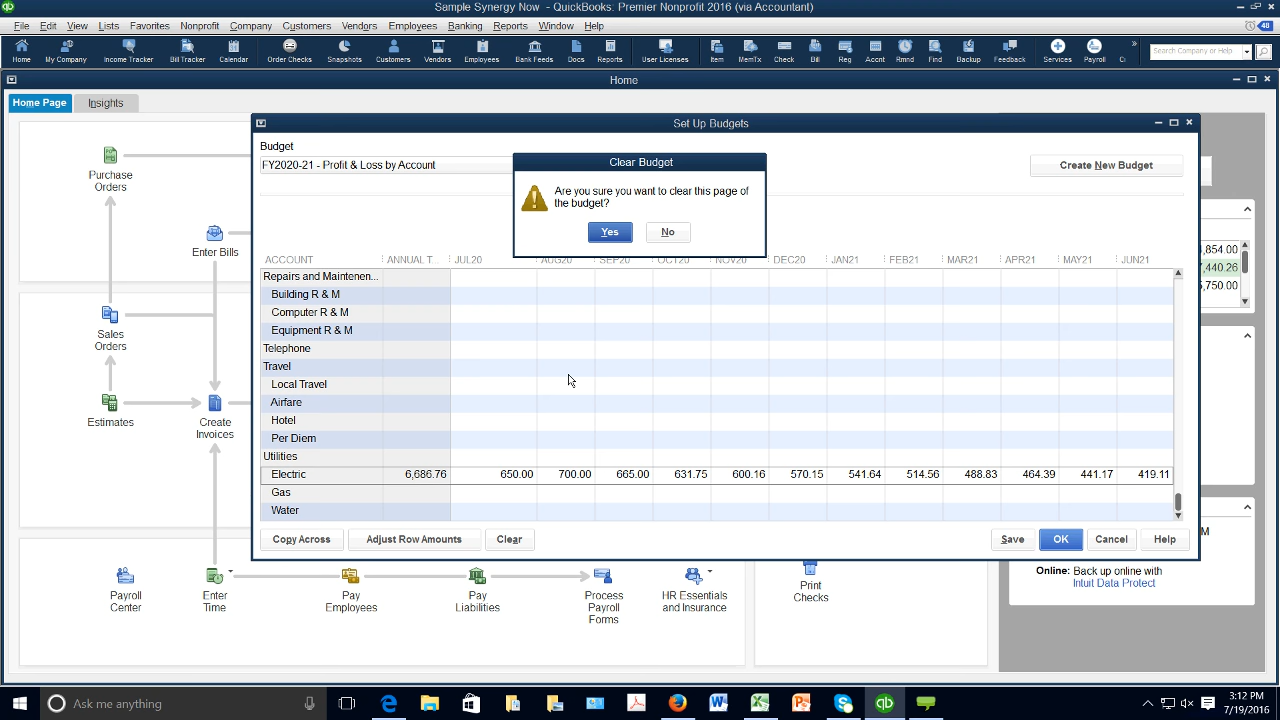 Sample Synergy Now - QuickBooks: Premier Nonprofit 2016 (via Accountant)
File Edit View Lists Favorites Nonprofit Company Customers Vendors Employees Banking Reports Window Help 48
Home My Company Income Tracker Bill Tracker Calendar Order Checks Snapshots Customers Vendors Employees Bank Feeds Docs Reports User Licenses Item MemTx Check Bill Reg Accnt Rmnd Find Backup Feedback Services Payroll
Search Company or Help
Home
Home Page Insights
Purchase
Orders
Enter Bills
Sales
Orders
Estimates
Create
Invoices
Set Up Budgets
Budget
FY2020-21 - Profit & Loss by Account
Create New Budget
Clear Budget
Are you sure you want to clear this page of
the budget?
Yes No
ACCOUNT ANNUAL T... JUL20 AUG20 SEP20 OCT20 NOV20 DEC20 JAN21 FEB21 MAR21 APR21 MAY21 JUN21
Repairs and Maintenen...
Building R & M
Computer R & M
Equipment R & M
Telephone
Travel
Local Travel
Airfare
Hotel
Per Diem
Utilities
Electric 6,686.76 650.00 700.00 665.00 631.75 600.16 570.15 541.64 514.56 488.83 464.39 441.17 419.11
Gas
Water
Copy Across Adjust Row Amounts Clear Save OK Cancel Help
,854.00
,440.26
,750.00
M
Payroll
Center
Enter
Time
Pay
Employees
Pay
Liabilities
Process
Payroll
Forms
HR Essentials
and Insurance
Print
Checks
Online: Back up online with
Intuit Data Protect
Ask me anything
3:12 PM
7/19/2016